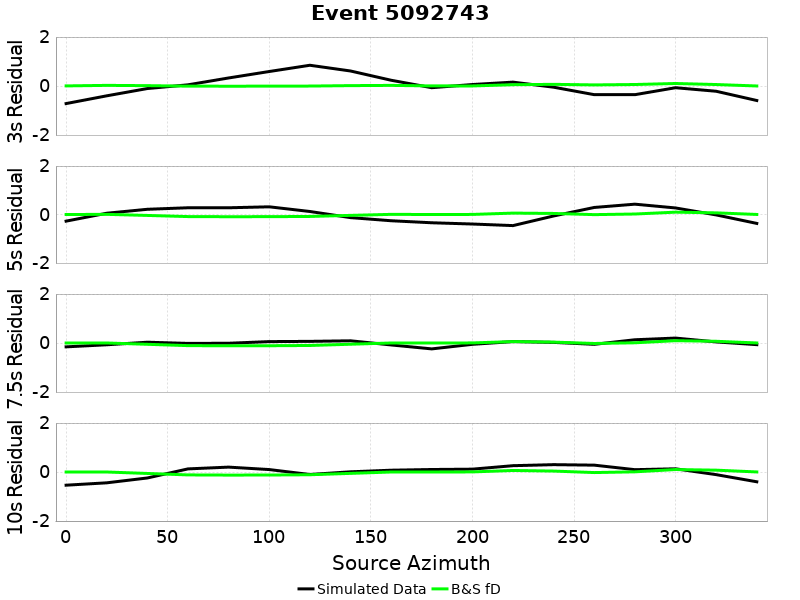 Event 5092743
3s Residual
2
0
-2
5s Residual
2
0
-2
7.5s Residual
2
0
-2
10s Residual
2
0
-2
0 50 100 150 200 250 300
Source Azimuth
Simulated Data B&S fD